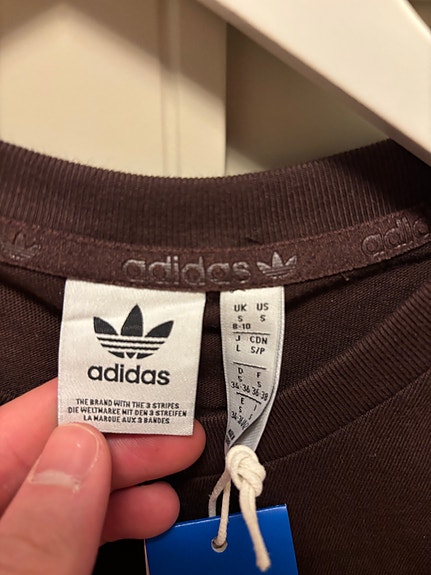 adidas
adidas
adidas
THE BRAND WITH THE 3 STRIPES
DIE WELTMARKE MIT DEN 3 STREIFEN
LA MARQUE AUX 3 BANDES
UK US
S S
8-10
J CDN
L S/P
D F
S S
34-36 36-38
E I